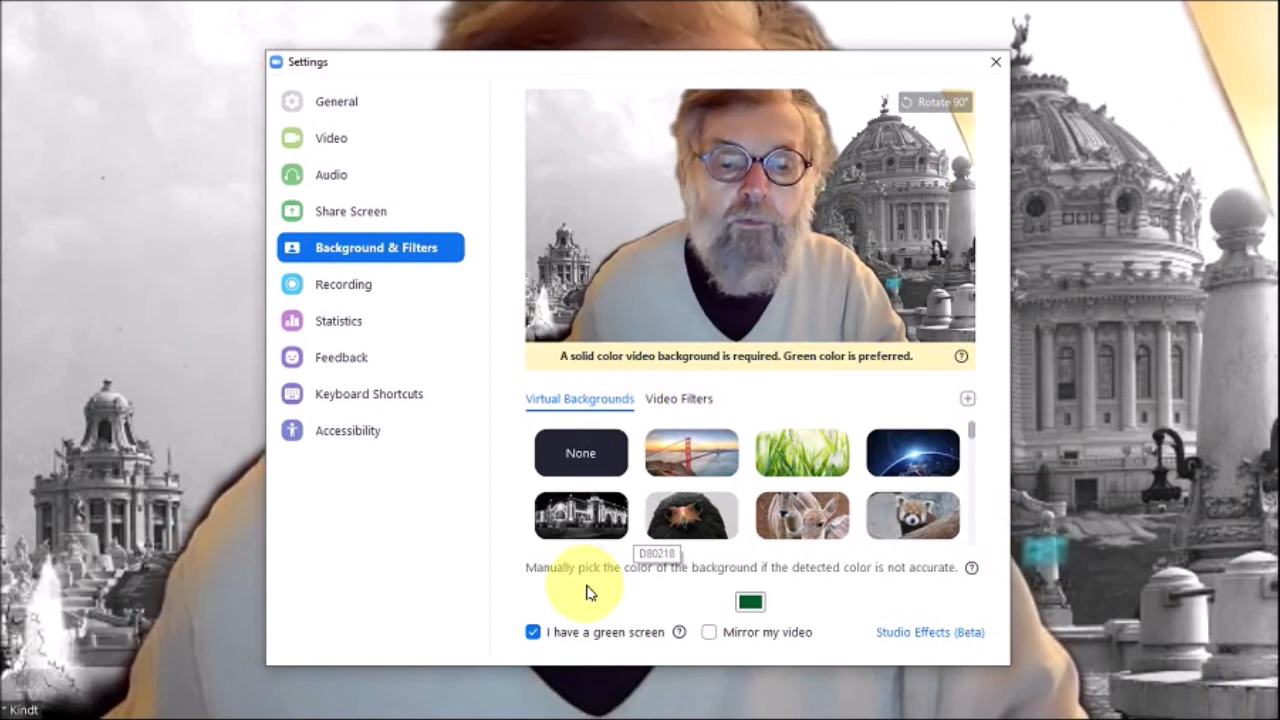 Settings
General
Video
Audio
Share Screen
Background & Filters
Recording
Statistics
Feedback
Keyboard Shortcuts
Accessibility
Rotate 90°
A solid color video background is required. Green color is preferred.
Virtual Backgrounds Video Filters
None
D80218
Manually pick the color of the background if the detected color is not accurate.
I have a green screen Mirror my video Studio Effects (Beta)
* Kindt